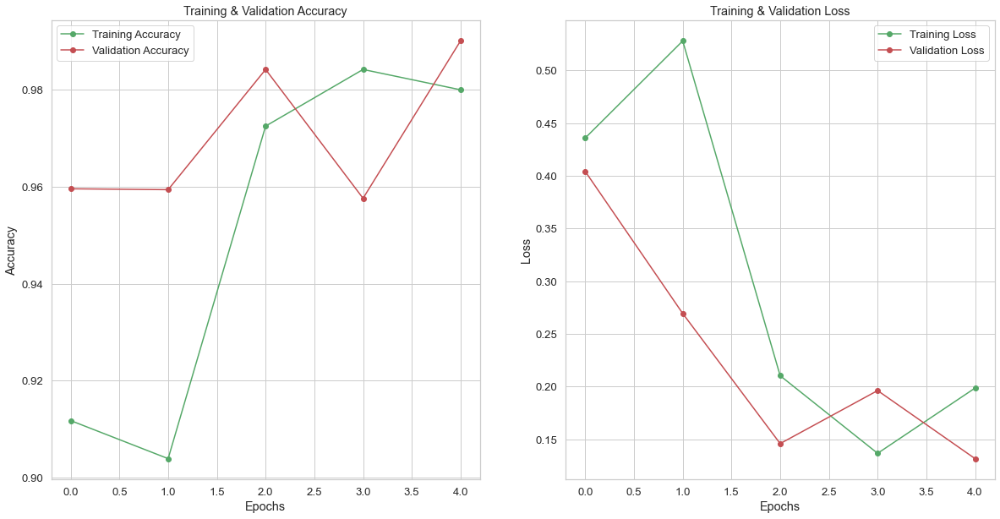 Training & Validation Accuracy
Training Accuracy
Validation Accuracy
0.98
0.96
0.94
0.92
0.90
Accuracy
0.0 0.5 1.0 1.5 2.0 2.5 3.0 3.5 4.0
Epochs
Training & Validation Loss
Training Loss
Validation Loss
0.50
0.45
0.40
0.35
0.30
0.25
0.20
0.15
Loss
0.0 0.5 1.0 1.5 2.0 2.5 3.0 3.5 4.0
Epochs